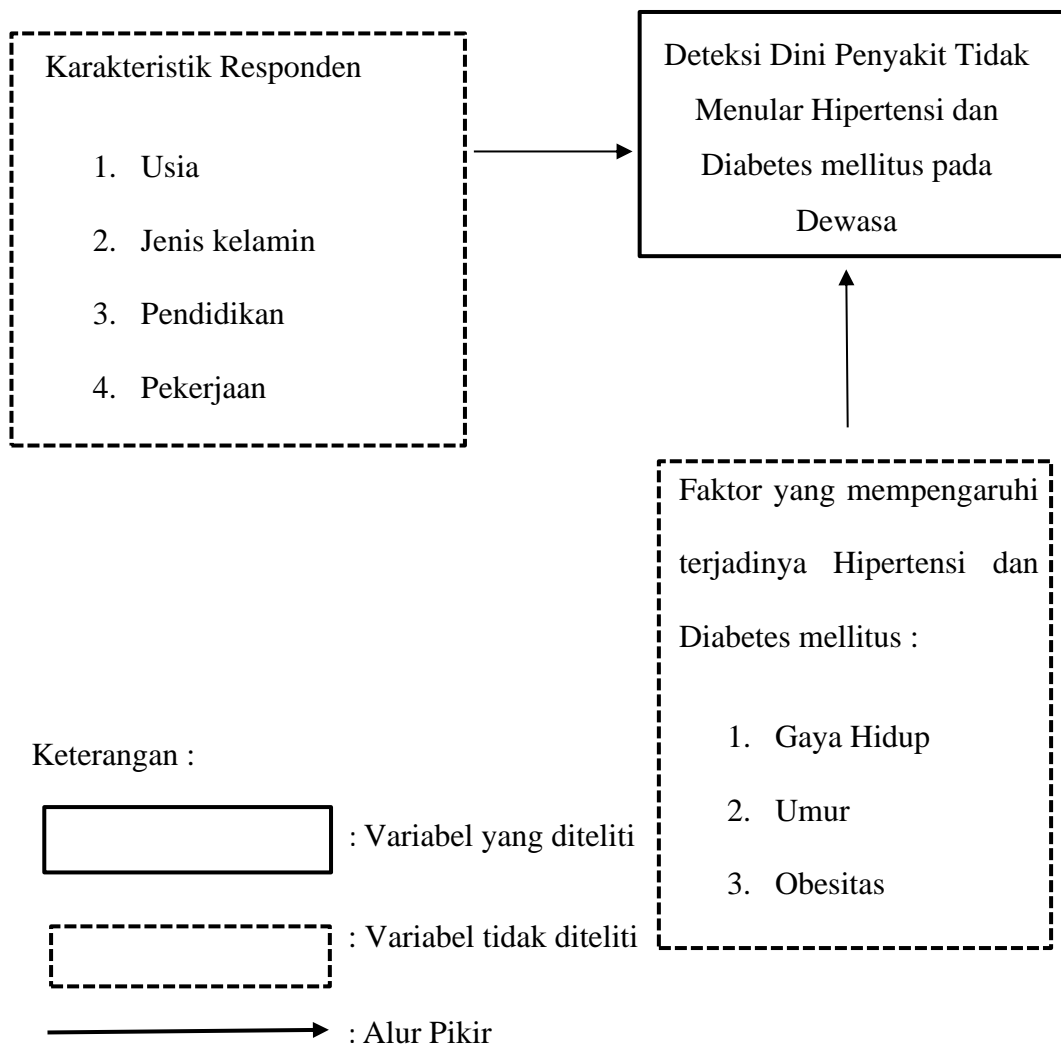 Karakteristik Responden
1. Usia
2. Jenis kelamin
3. Pendidikan
4. Pekerjaan
Deteksi Dini Penyakit Tidak
Menular Hipertensi dan
Diabetes mellitus pada
Dewasa
Faktor yang mempengaruhi
terjadinya Hipertensi dan
Diabetes mellitus :
1. Gaya Hidup
2. Umur
3. Obesitas
Keterangan :
: Variabel yang diteliti
: Variabel tidak diteliti
: Alur Pikir